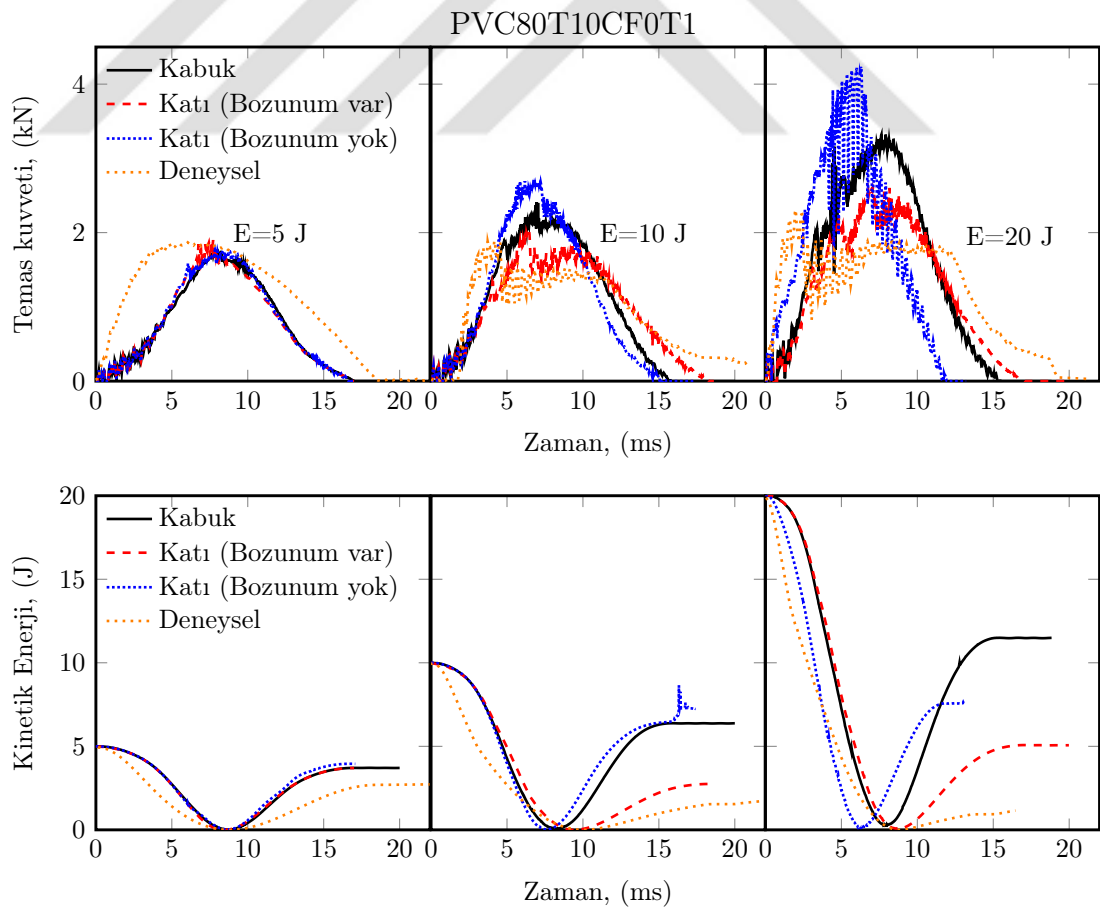 PVC80T10CF0T1
Temas kuvveti, (kN)
4
2
0
Kabuk
Katı (Bozunum var)
Katı (Bozunum yok)
Deneysel
E=5 J
E=10 J
E=20 J
0 5 10 15 20 0 5 10 15 20 0 5 10 15 20
Zaman, (ms)
Kinetik Enerji, (J)
20
15
10
5
0
Kabuk
Katı (Bozunum var)
Katı (Bozunum yok)
Deneysel
0 5 10 15 20 0 5 10 15 20 0 5 10 15 20
Zaman, (ms)